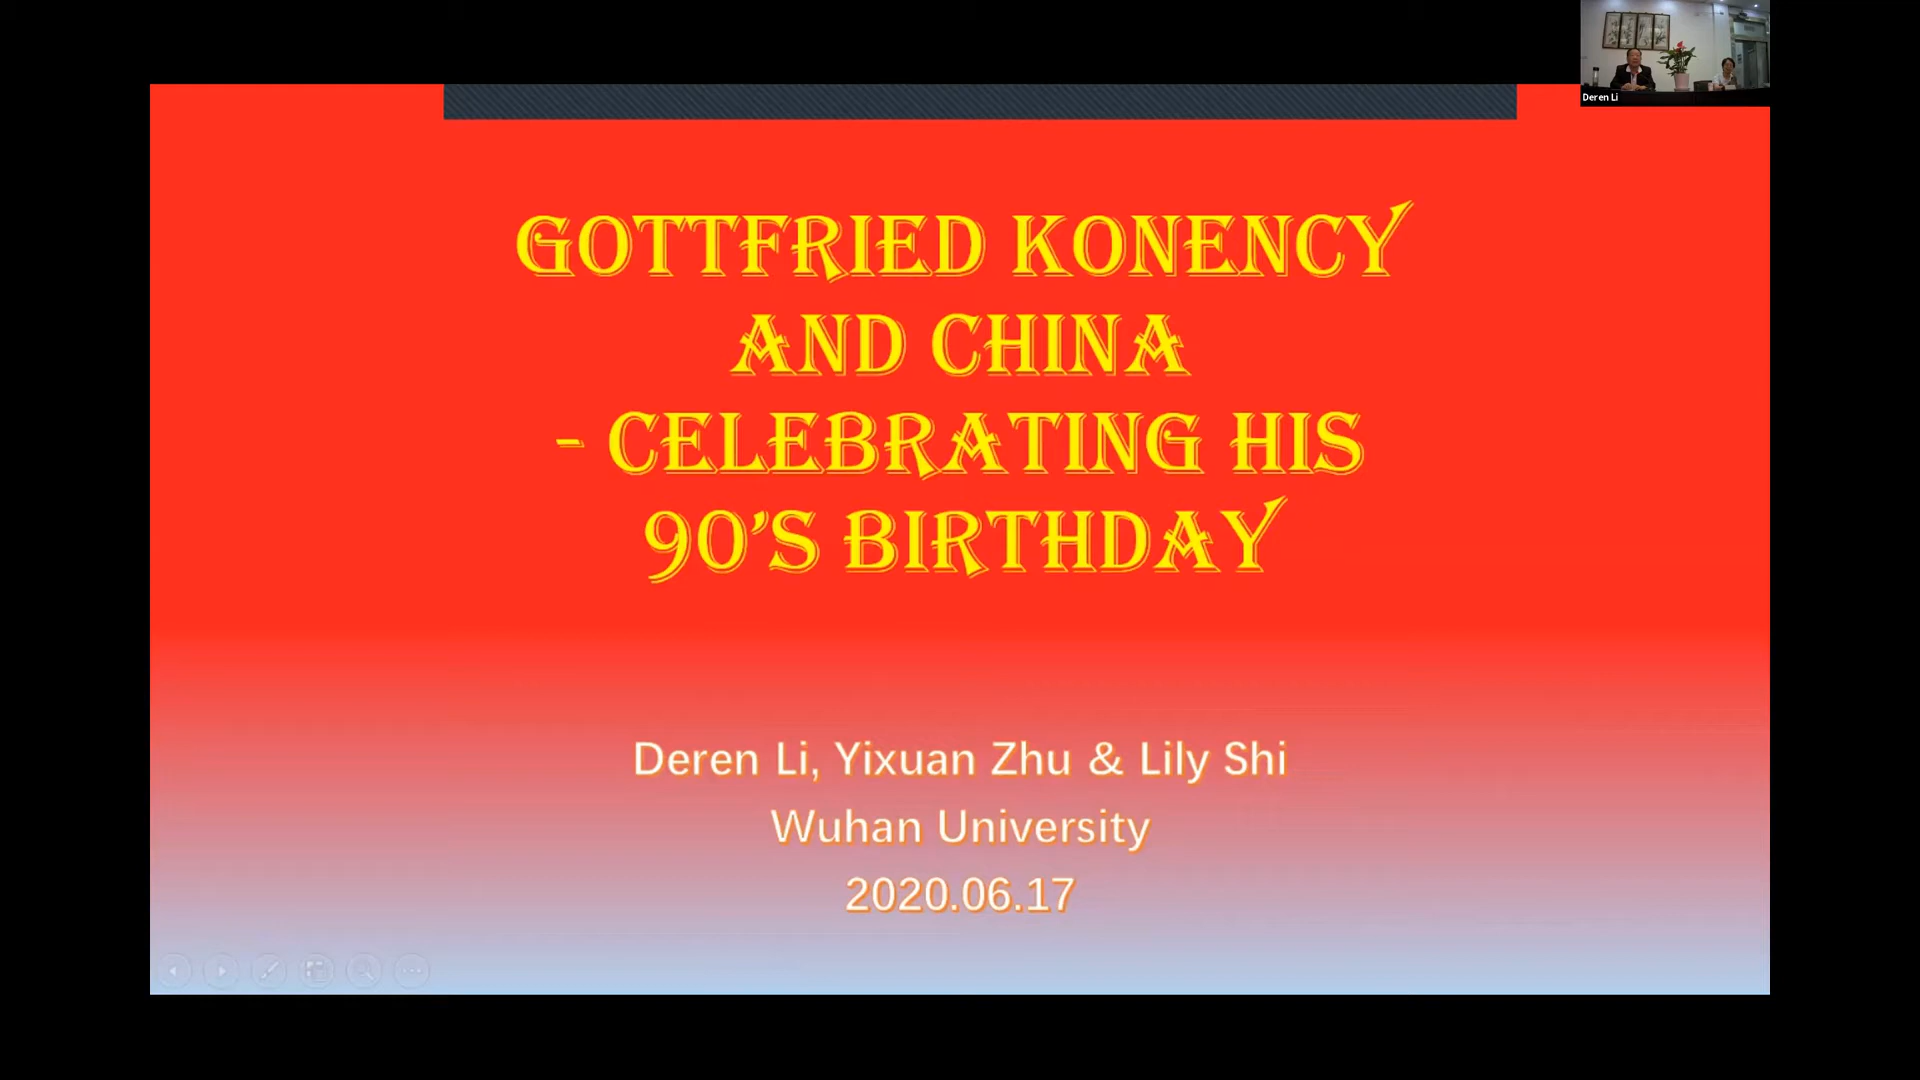 Deren Li
GOTTFRIED KONENCY
AND CHINA
- CELEBRATING HIS
90’S BIRTHDAY
Deren Li, Yixuan Zhu & Lily Shi
Wuhan University
2020.06.17